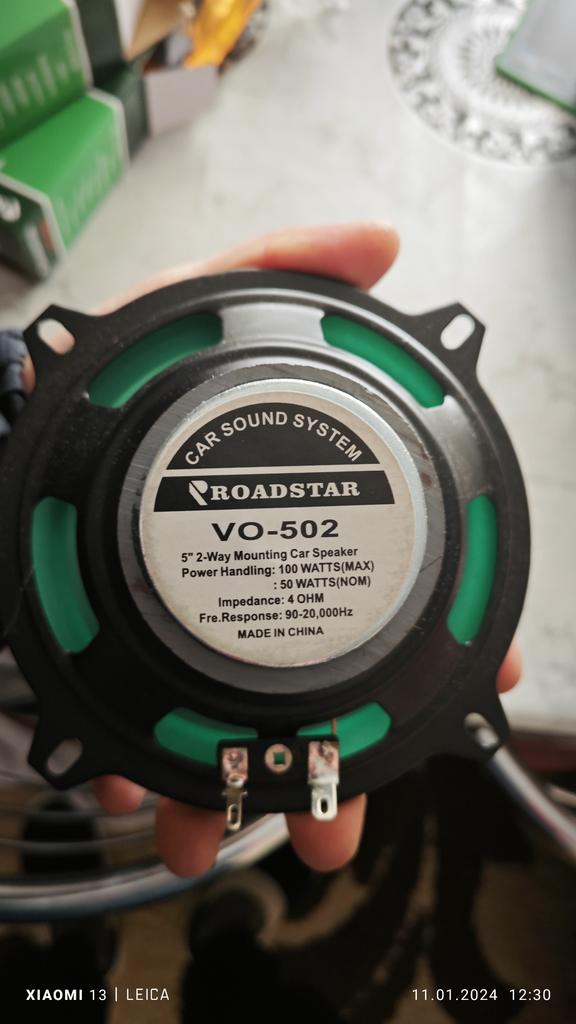 CAR SOUND SYSTEM
ROADSTAR
VO-502
5" 2-Way Mounting Car Speaker
Power Handling: 100 WATTS(MAX)
: 50 WATTS(NOM)
Impedance: 4 OHM
Fre.Response: 90-20,000Hz
MADE IN CHINA
XIAOMI 13 | LEICA
11.01.2024 12:30